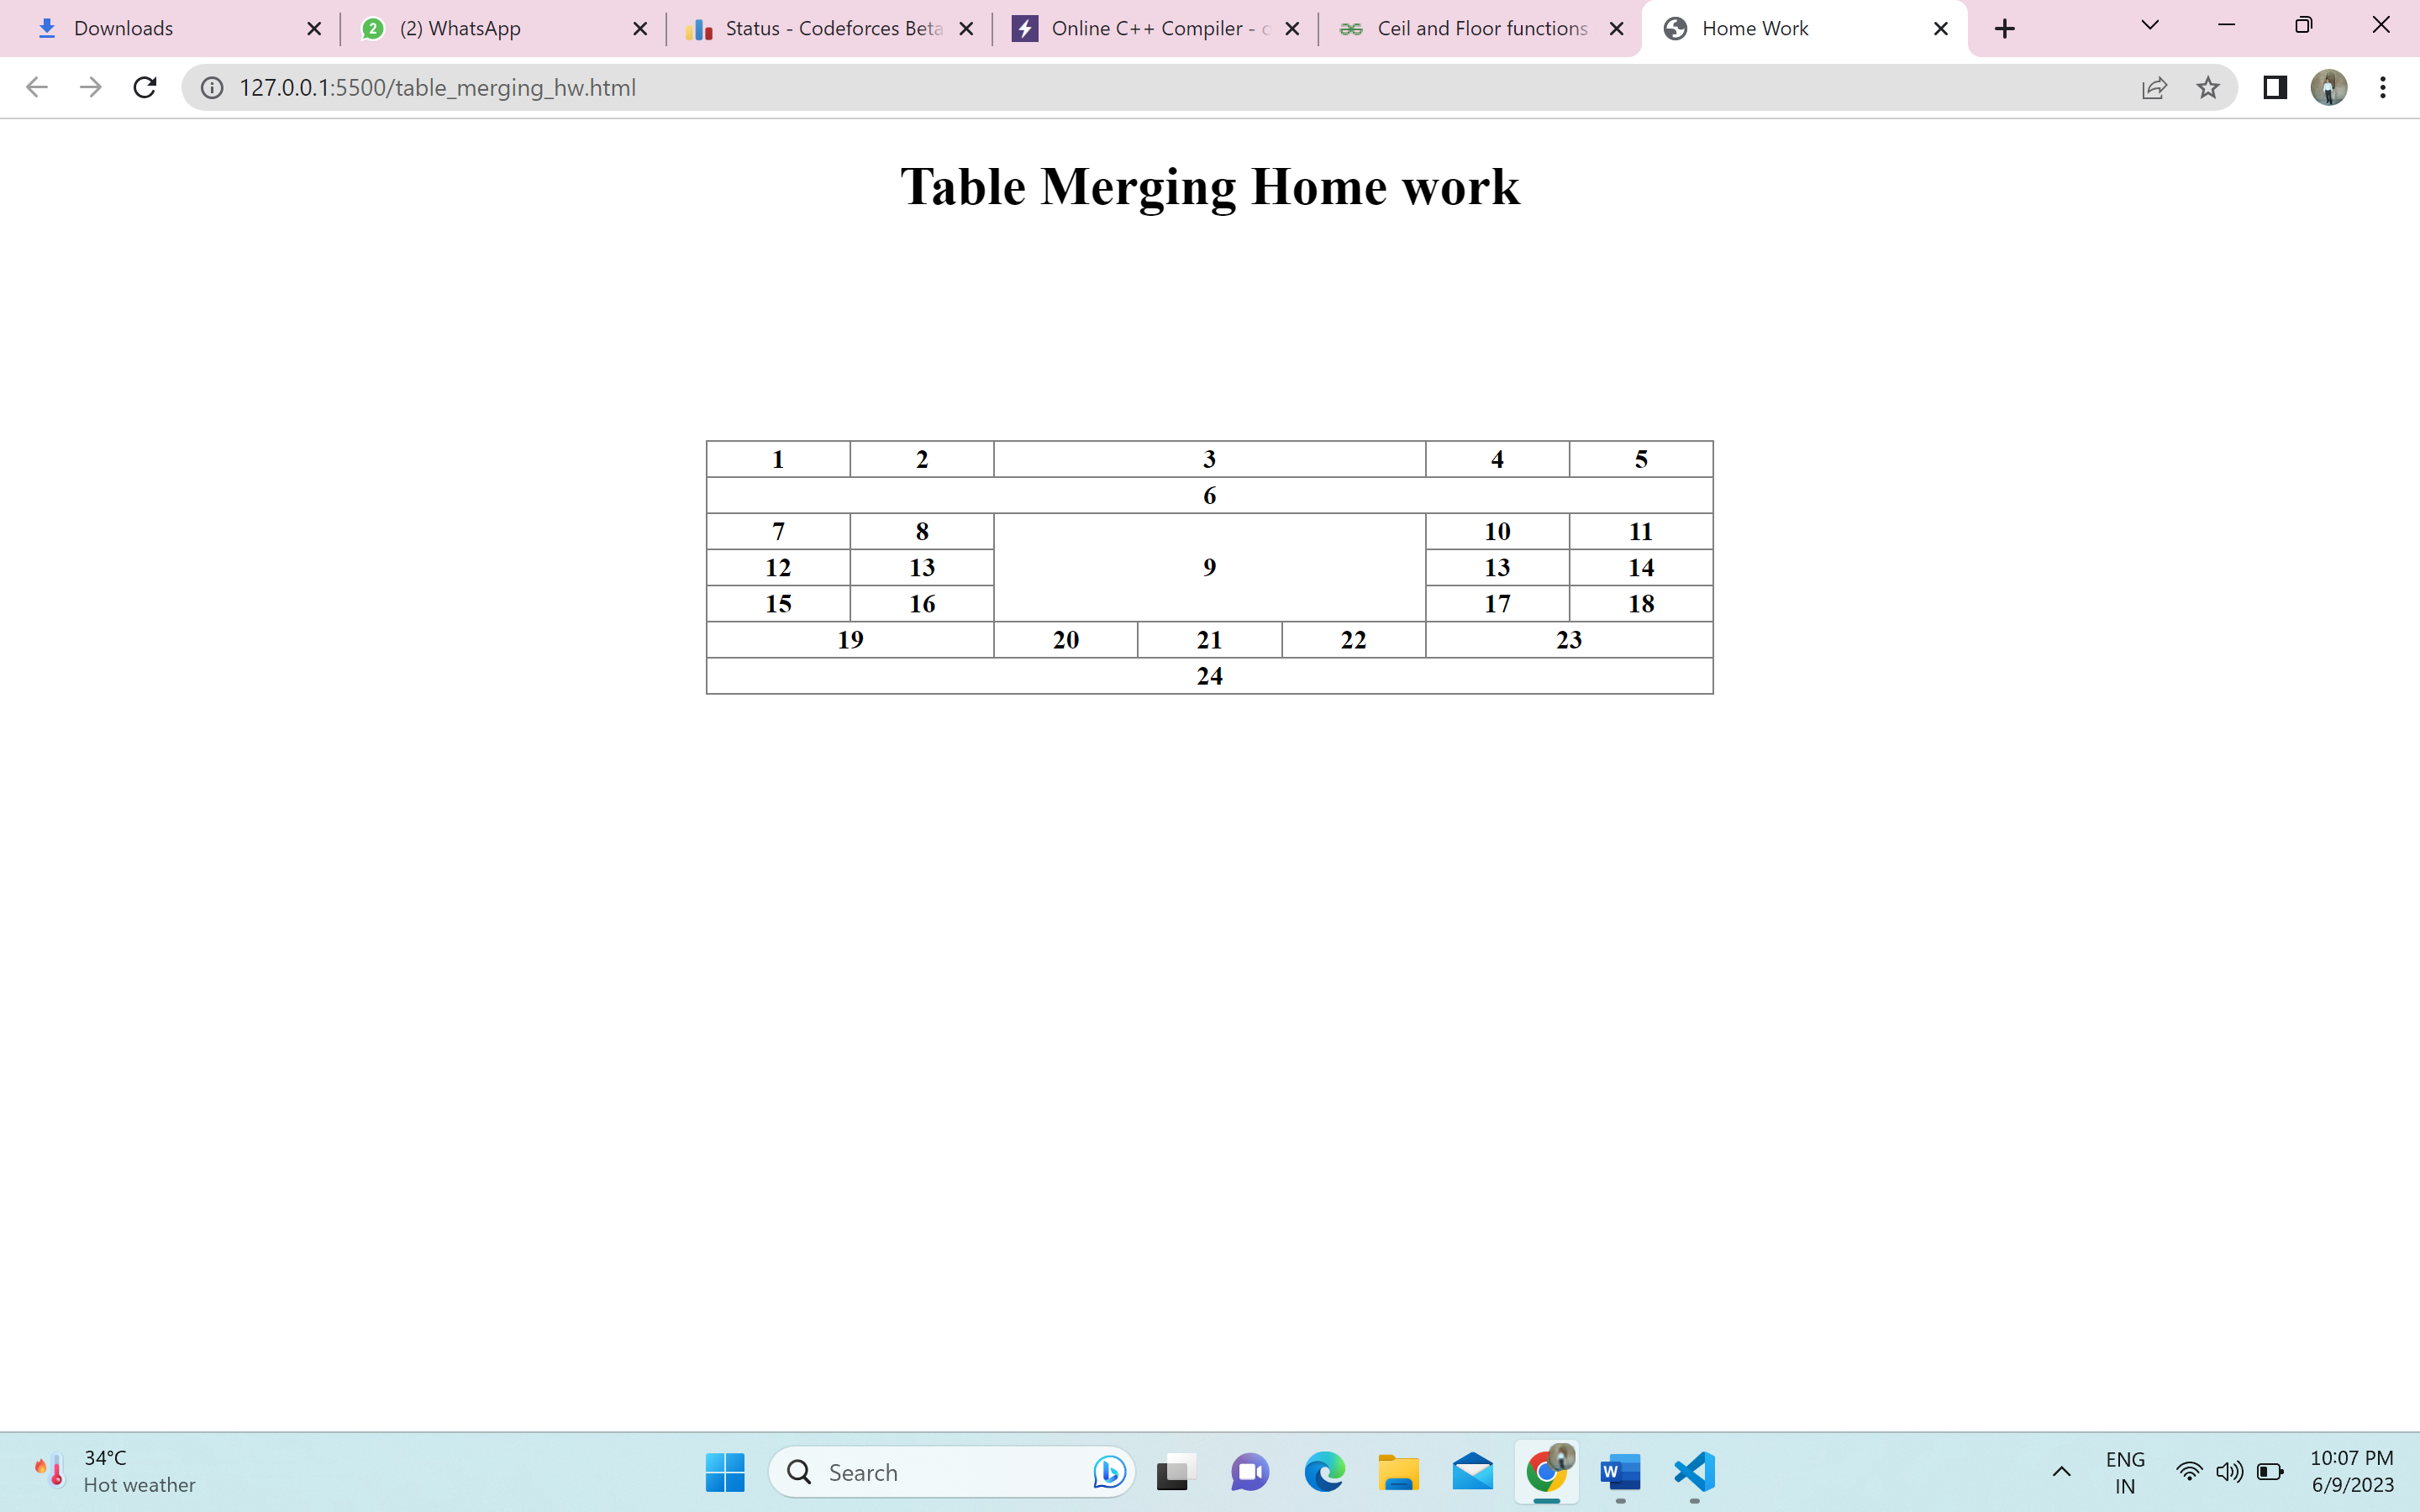 Downloads (2) WhatsApp Status - Codeforces Beta Online C++ Compiler - Ceil and Floor functions Home Work
127.0.0.1:5500/table_merging_hw.html
Table Merging Home work
1 2 3 4 5
6
7 8 10 11
12 13 9 13 14
15 16 17 18
19 20 21 22 23
24
34°C
Hot weather
Search
ENG
IN
10:07 PM
6/9/2023